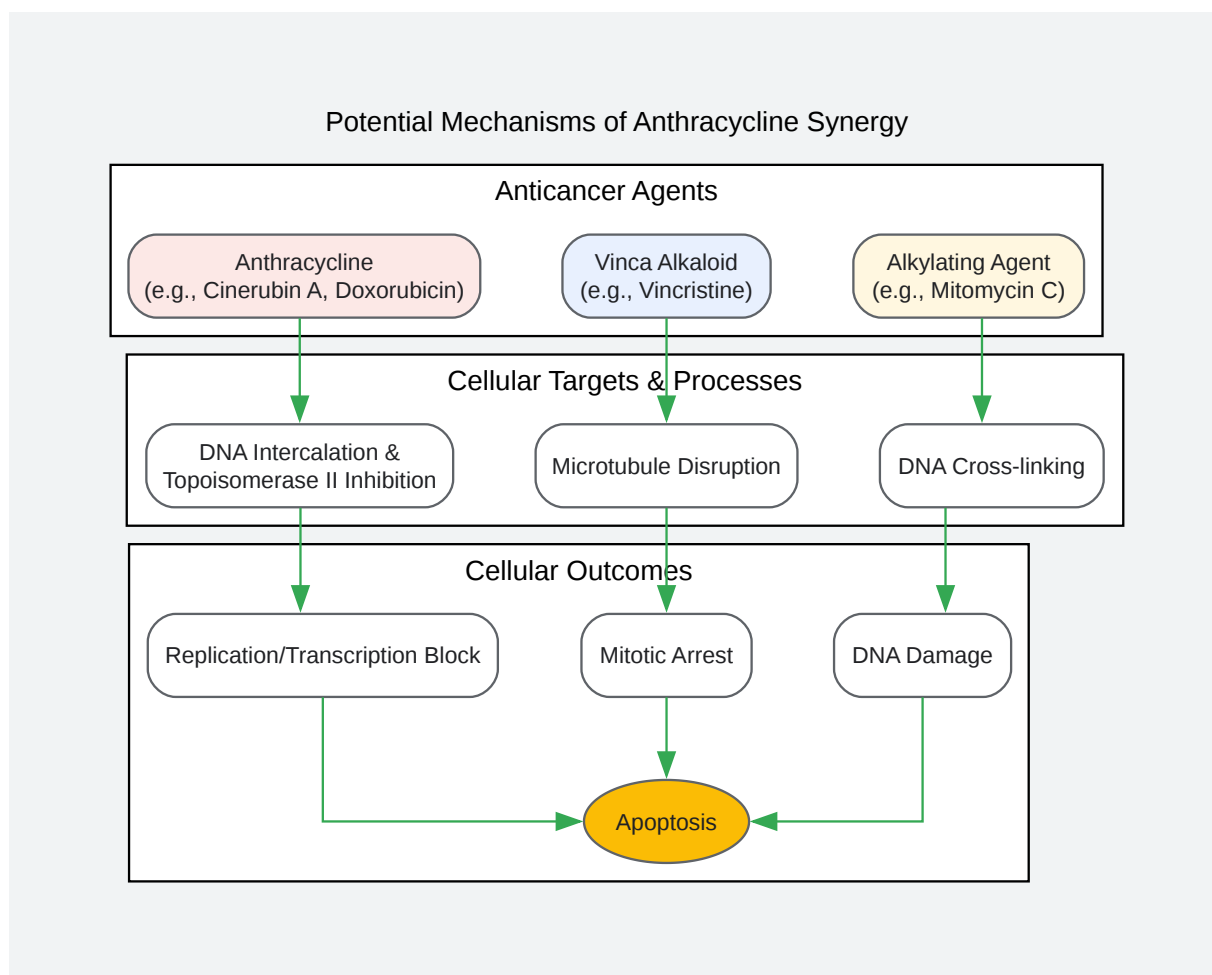 Potential Mechanisms of Anthracycline Synergy
Anticancer Agents
Anthracycline
(e.g., Cinerubin A, Doxorubicin)
Vinca Alkaloid
(e.g., Vincristine)
Alkylating Agent
(e.g., Mitomycin C)
Cellular Targets & Processes
DNA Intercalation &
Topoisomerase II Inhibition
Microtubule Disruption
DNA Cross-linking
Cellular Outcomes
Replication/Transcription Block
Mitotic Arrest
DNA Damage
Apoptosis